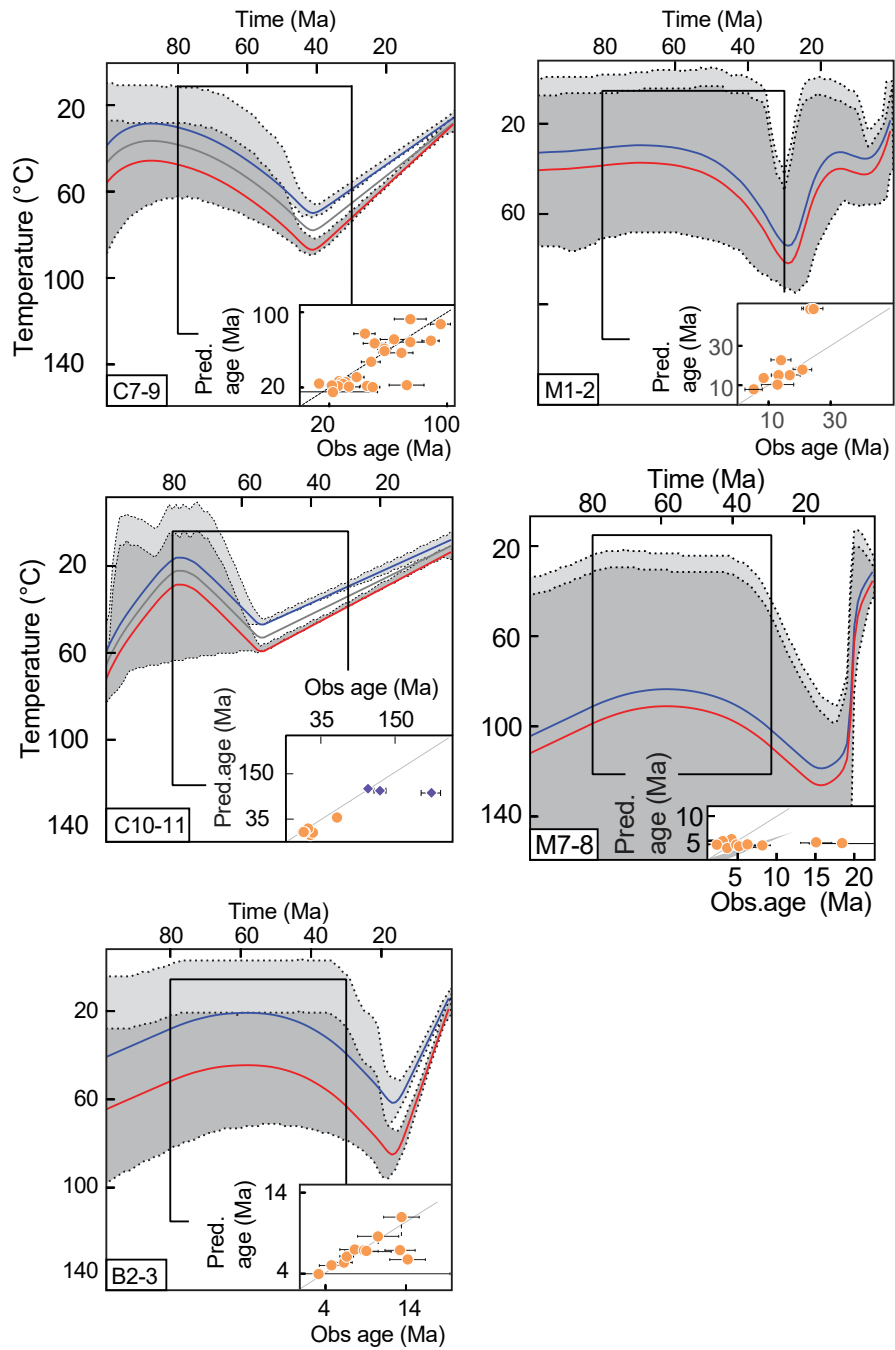 Time (Ma)
80 60 40 20
Temperature (°C)
20
60
100
140
C7-9
Pred.
age (Ma)
100
20
20 100
Obs age (Ma)
Time (Ma)
80 60 40 20
20
60
M1-2
Pred.
age (Ma)
30
10
10 30
Obs age (Ma)
Time (Ma)
80 60 40 20
Temperature (°C)
20
60
100
140
C10-11
Obs age (Ma)
35 150
Pred.age (Ma)
150
35
Time (Ma)
80 60 40 20
20
60
100
140
M7-8
Pred.
age (Ma)
10
5
5 10 15 20
Obs.age (Ma)
Time (Ma)
80 60 40 20
20
60
100
140
B2-3
Pred.
age (Ma)
14
4
4 14
Obs age (Ma)